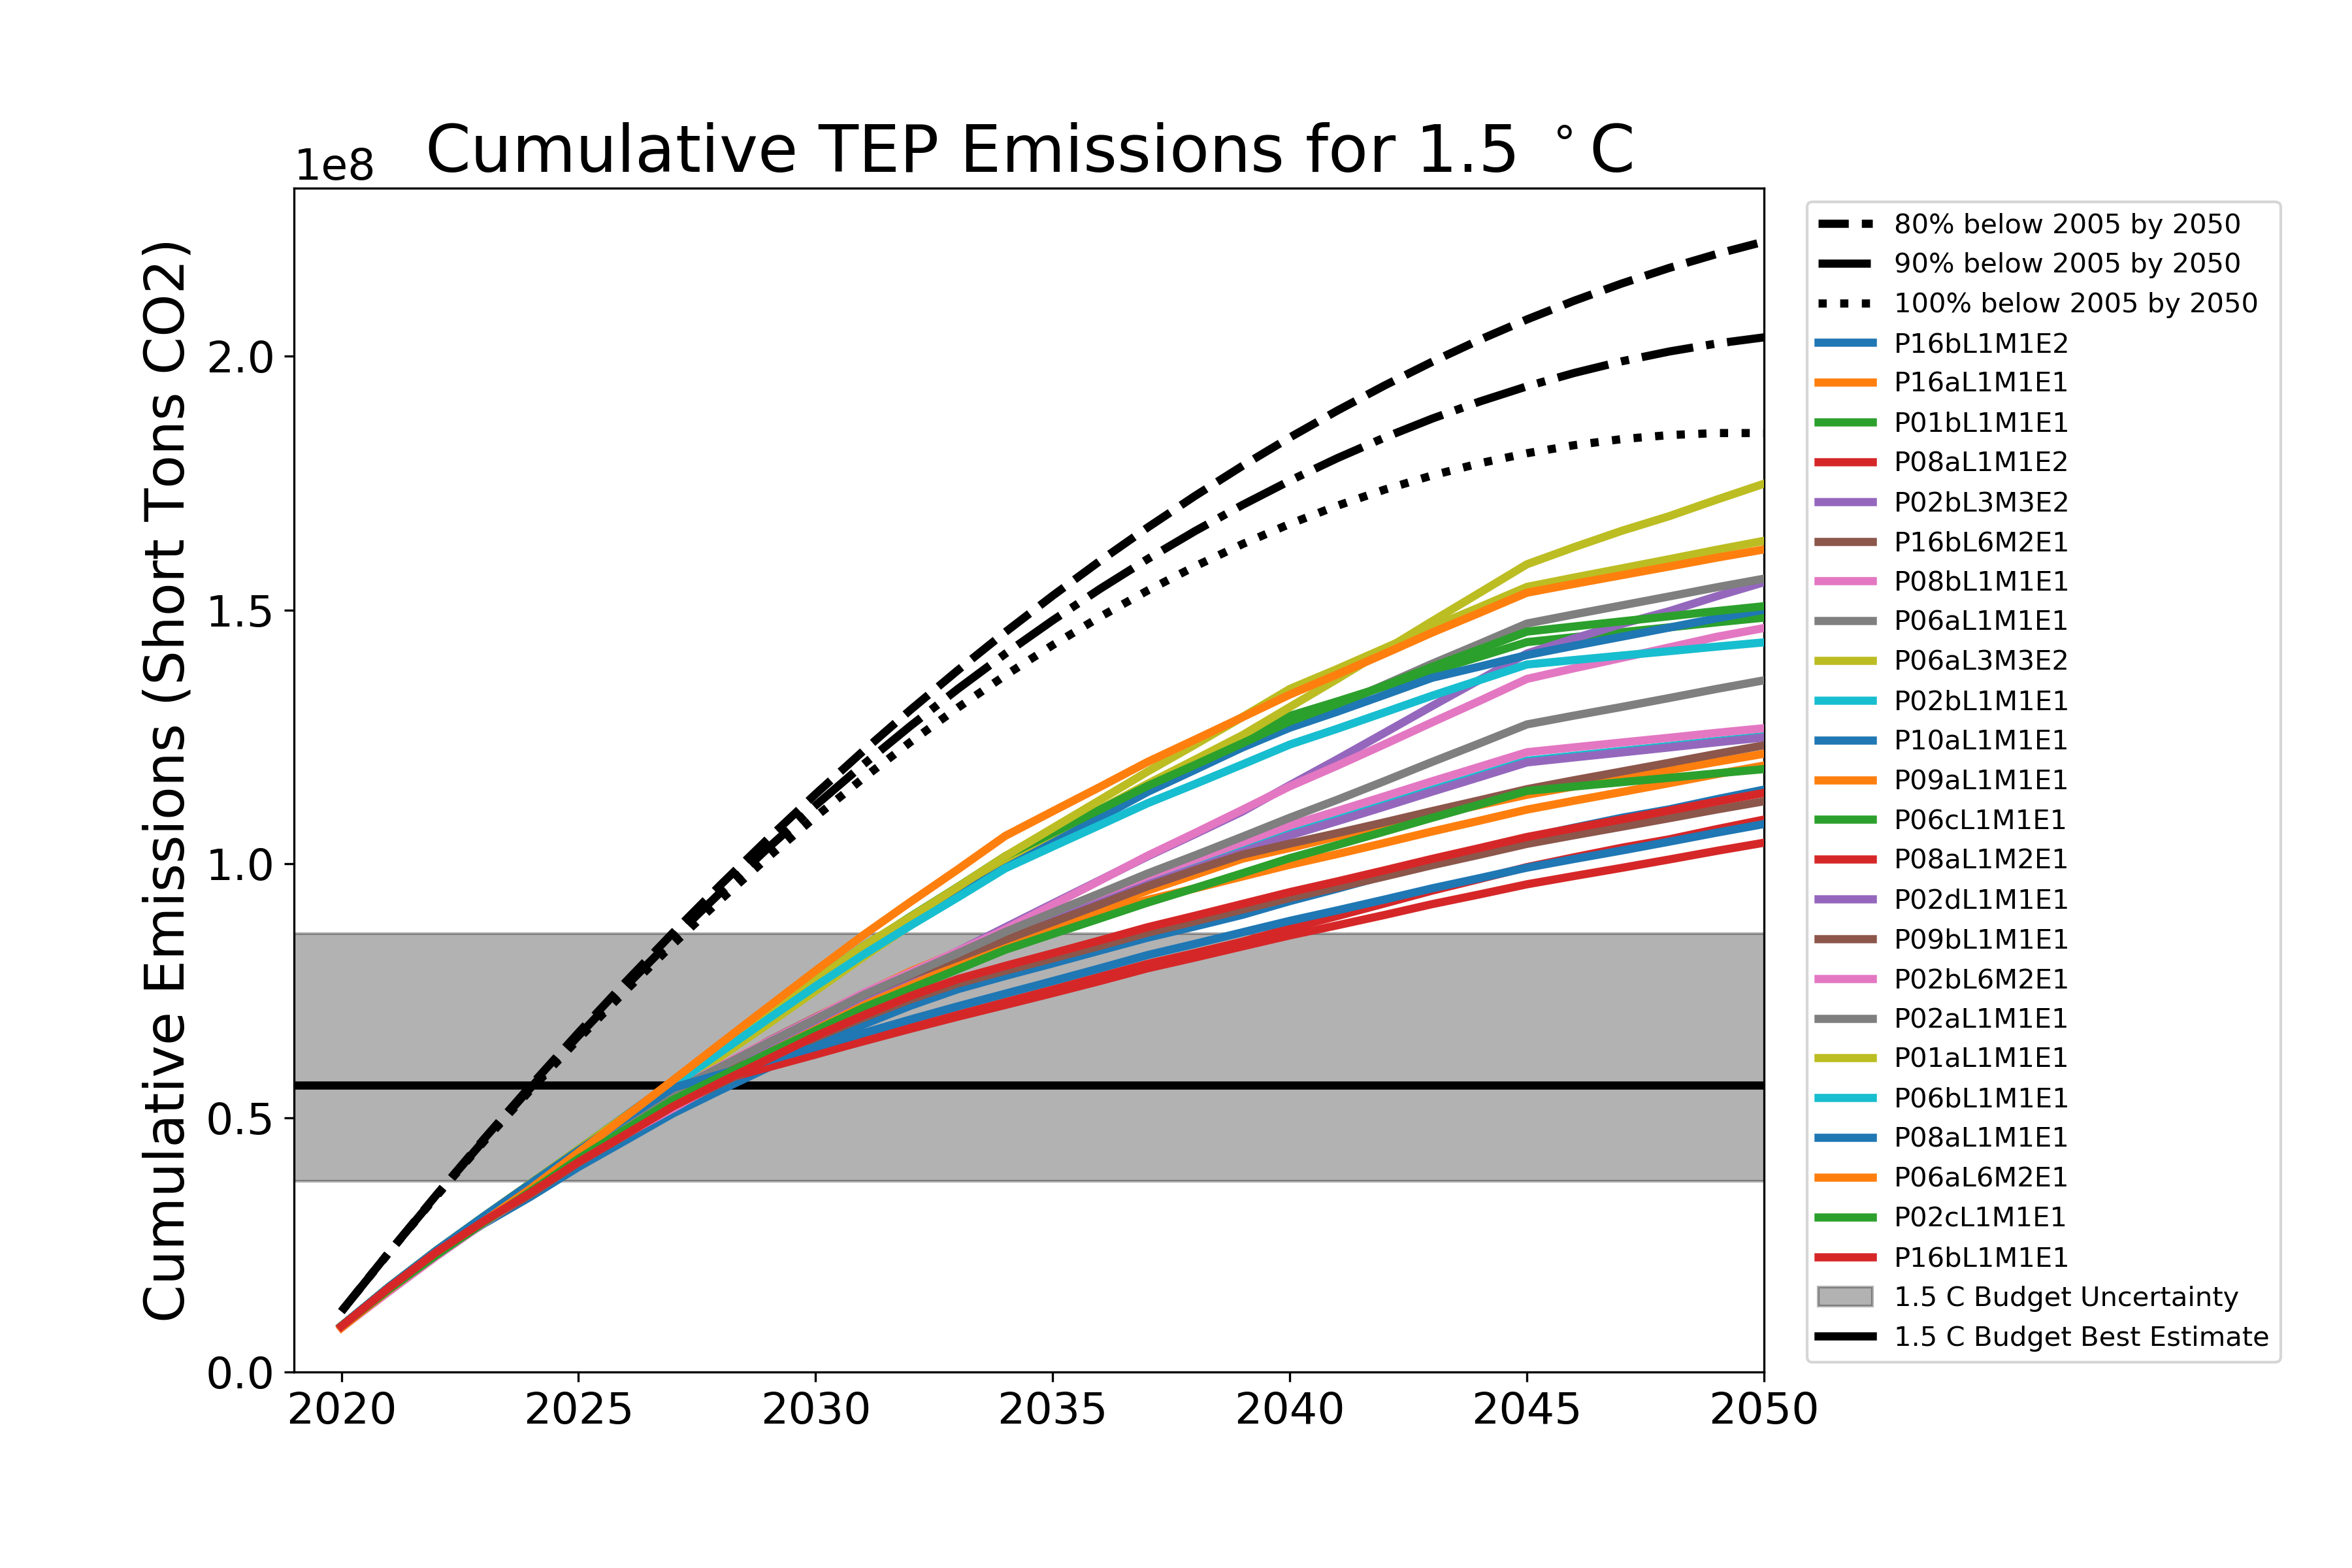 Cumulative TEP Emissions for 1.5 °C
1e8
Cumulative Emissions (Short Tons CO2)
2.0
1.5
1.0
0.5
0.0
2020 2025 2030 2035 2040 2045 2050
80% below 2005 by 2050
90% below 2005 by 2050
100% below 2005 by 2050
P16bL1M1E2
P16aL1M1E1
P01bL1M1E1
P08aL1M1E2
P02bL3M3E2
P16bL6M2E1
P08bL1M1E1
P06aL1M1E1
P06aL3M3E2
P02bL1M1E1
P10aL1M1E1
P09aL1M1E1
P06cL1M1E1
P08aL1M2E1
P02dL1M1E1
P09bL1M1E1
P02bL6M2E1
P02aL1M1E1
P01aL1M1E1
P06bL1M1E1
P08aL1M1E1
P06aL6M2E1
P02cL1M1E1
P16bL1M1E1
1.5 C Budget Uncertainty
1.5 C Budget Best Estimate